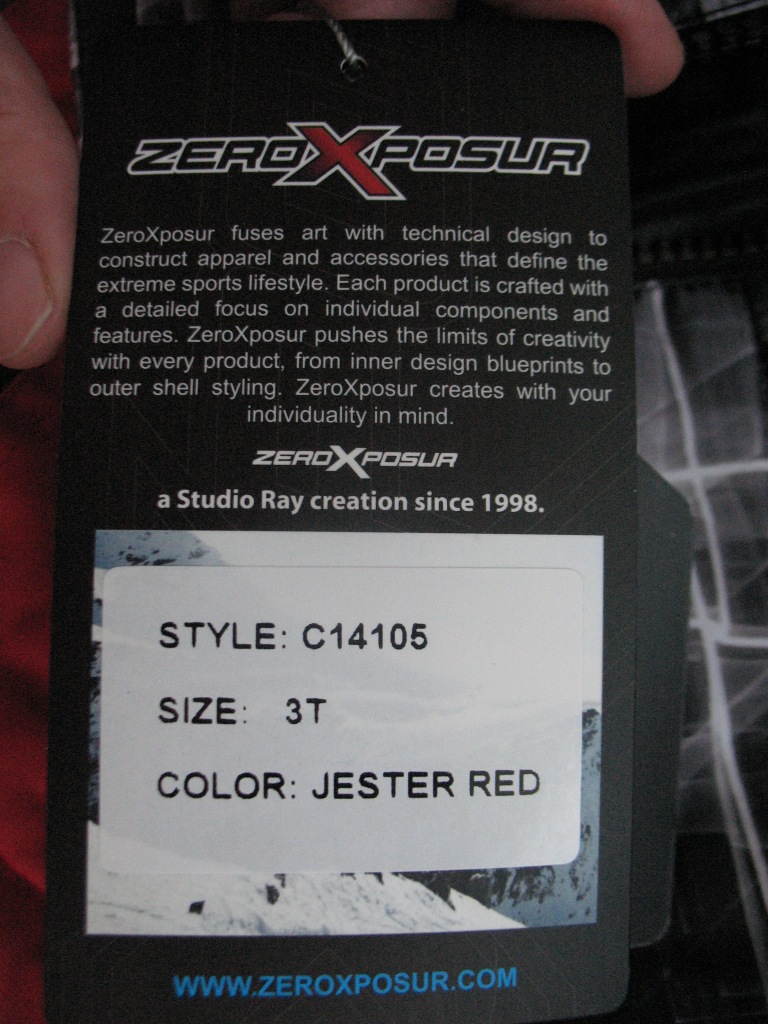 ZEROXPOSUR
ZeroXposur fuses art with technical design to
construct apparel and accessories that define the
extreme sports lifestyle. Each product is crafted with
a detailed focus on individual components and
features. ZeroXposur pushes the limits of creativity
with every product, from inner design blueprints to
outer shell styling. ZeroXposur creates with your
individuality in mind.
ZEROXPOSUR
a Studio Ray creation since 1998.
STYLE: C14105
SIZE: 3T
COLOR: JESTER RED
WWW.ZEROXPOSUR.COM